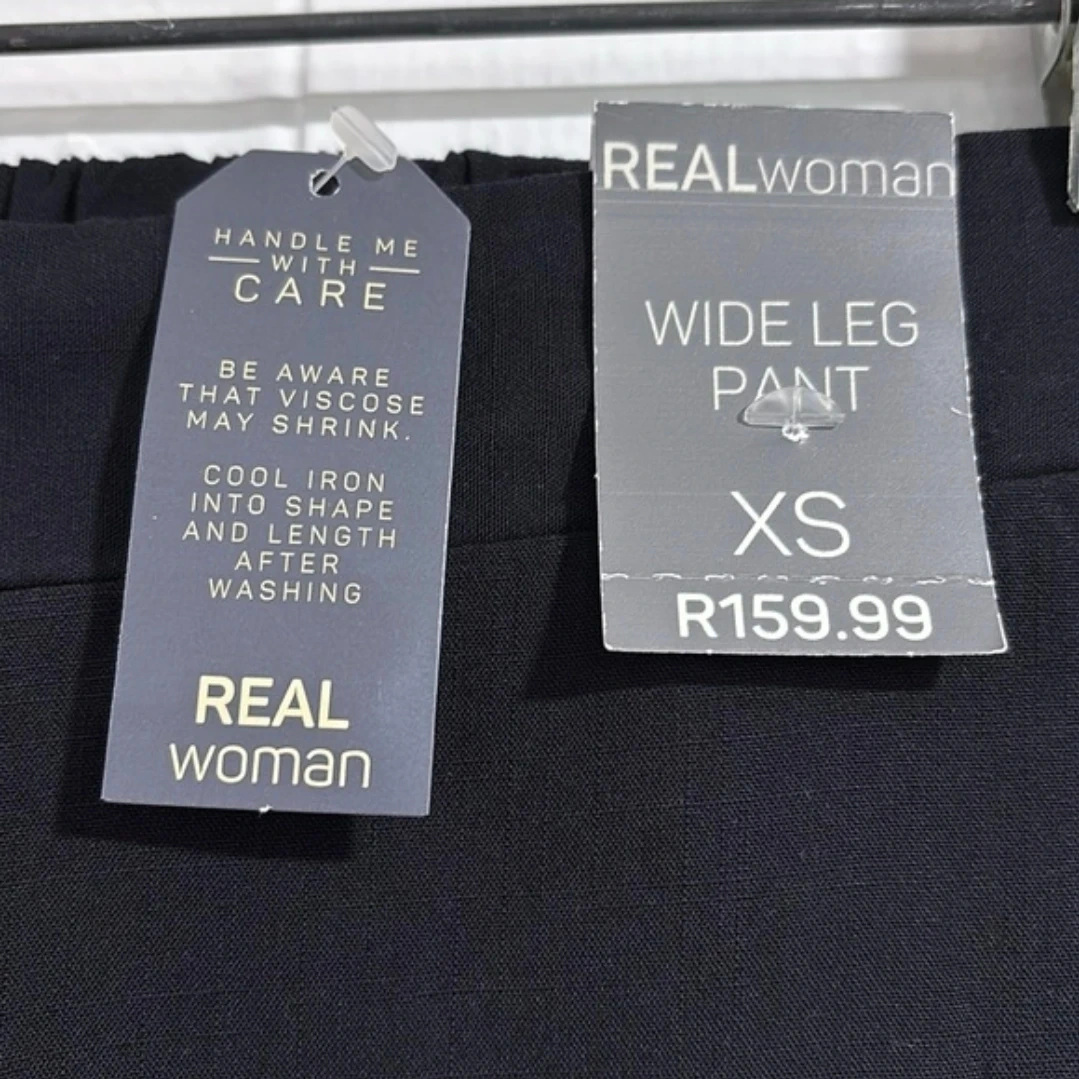 HANDLE ME
WITH
CARE
BE AWARE
THAT VISCOSE
MAY SHRINK.
COOL IRON
INTO SHAPE
AND LENGTH
AFTER
WASHING
REAL
woman
REALwoman
WIDE LEG
PANT
XS
R159.99